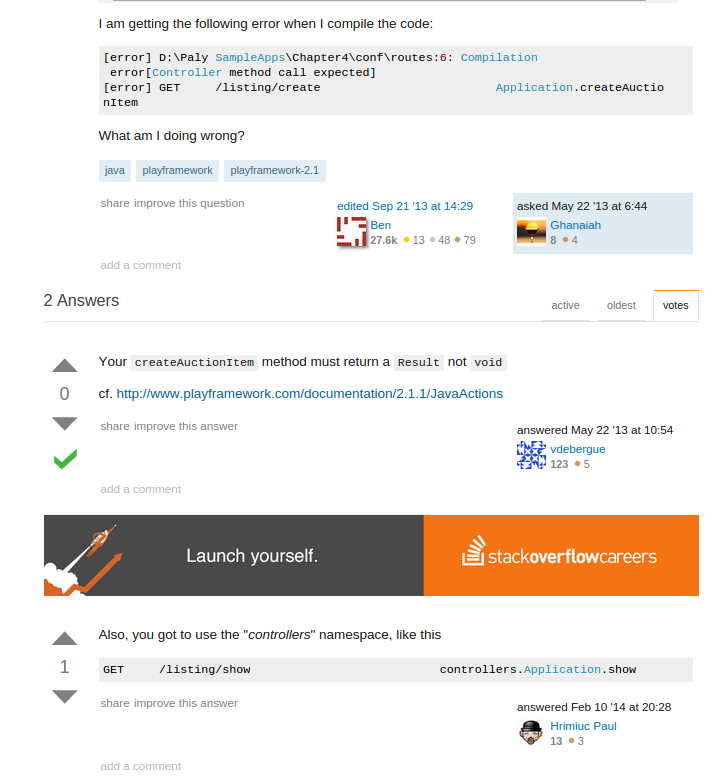 I am getting the following error when I compile the code:
[error] D:\Paly SampleApps\Chapter4\conf\routes:6: Compilation
error[Controller method call expected]
[error] GET     /listing/create                         Application.createAuctio
nItem
What am I doing wrong?
java playframework playframework-2.1
share improve this question
edited Sep 21 '13 at 14:29
Ben
27.6k 13 48 79
asked May 22 '13 at 6:44
Ghanaiah
8 4
add a comment
2 Answers
active oldest votes
Your createAuctionItem method must return a Result not void
0
cf. http://www.playframework.com/documentation/2.1.1/JavaActions
share improve this answer
answered May 22 '13 at 10:54
vdebergue
123 5
add a comment
Launch yourself.
stackoverflowcareers
Also, you got to use the "controllers" namespace, like this
1
GET     /listing/show                           controllers.Application.show
share improve this answer
answered Feb 10 '14 at 20:28
Hrimiuc Paul
13 3
add a comment